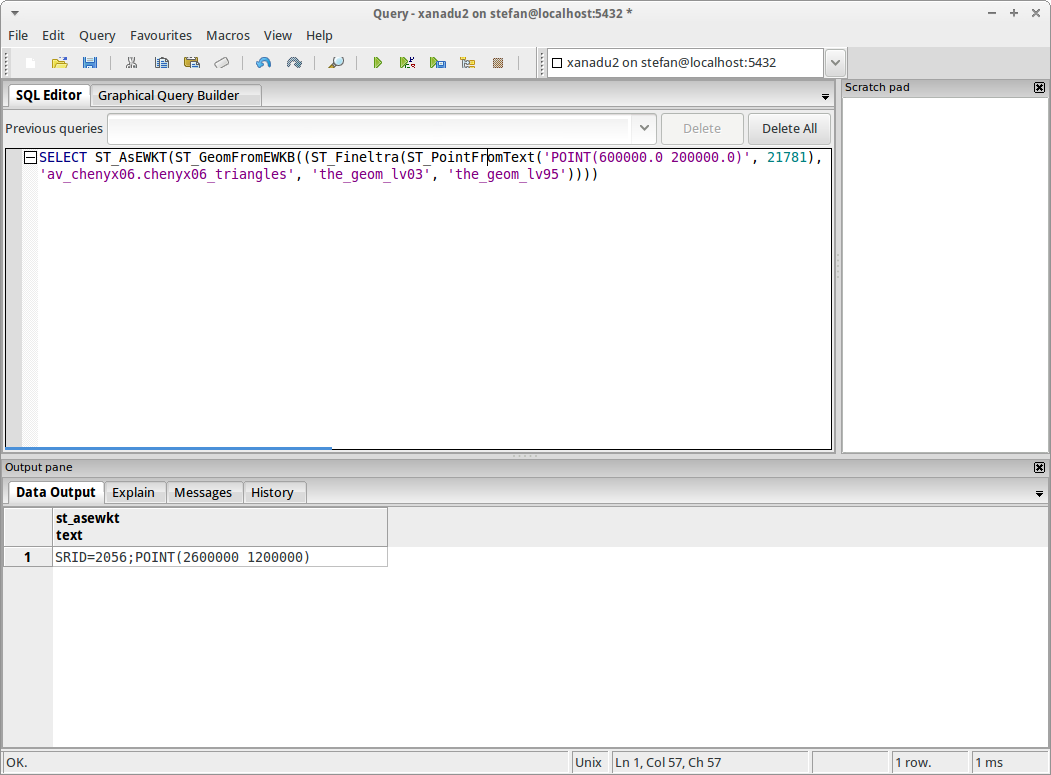 Query - xanadu2 on stefan@localhost:5432 *
File Edit Query Favourites Macros View Help
xanadu2 on stefan@localhost:5432
SQL Editor Graphical Query Builder
Scratch pad
Previous queries Delete Delete All
SELECT ST_AsEWKT(ST_GeomFromEWKB((ST_Fineltra(ST_PointFromText('POINT(600000.0 200000.0)', 21781),
'av_chenyx06.chenyx06_triangles', 'the_geom_lv03', 'the_geom_lv95'))))
Output pane
Data Output Explain Messages History
st_asewkt
text
1 SRID=2056;POINT(2600000 1200000)
OK. Unix Ln 1, Col 57, Ch 57 1 row. 1 ms